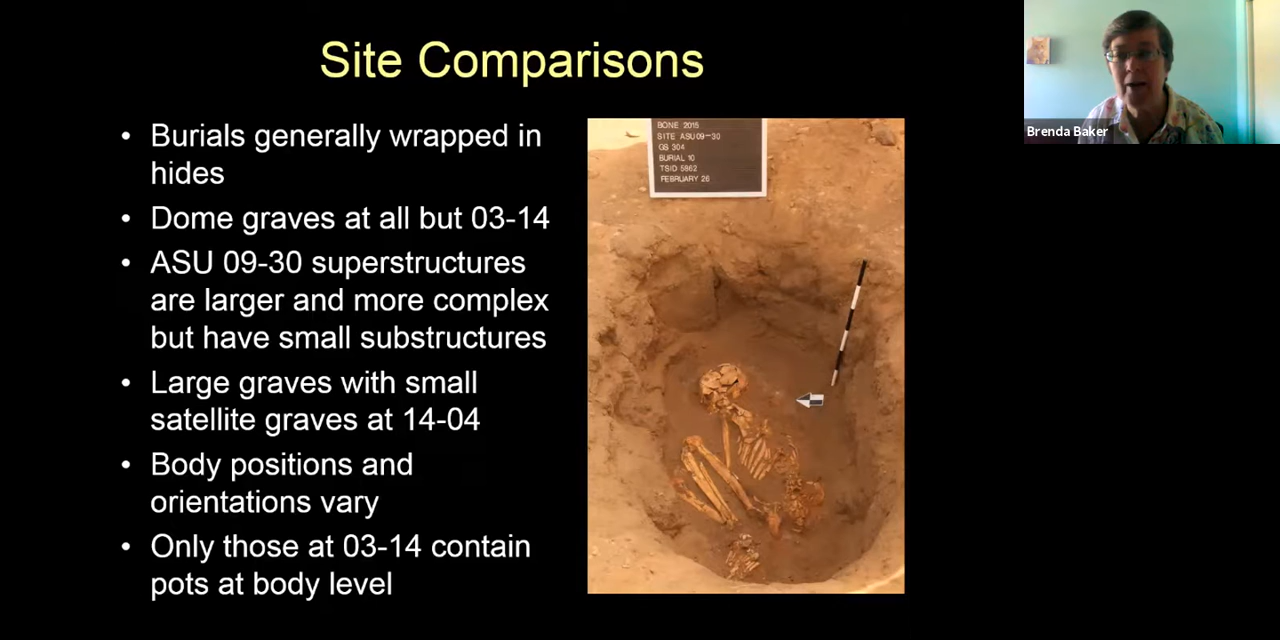 Site Comparisons
• Burials generally wrapped in
hides
• Dome graves at all but 03-14
• ASU 09-30 superstructures
are larger and more complex
but have small substructures
• Large graves with small
satellite graves at 14-04
• Body positions and
orientations vary
• Only those at 03-14 contain
pots at body level
BONE 2015
SITE ASU 09-30
GS 304
BURIAL 10
TSID 5862
FEBRUARY 26
Brenda Baker